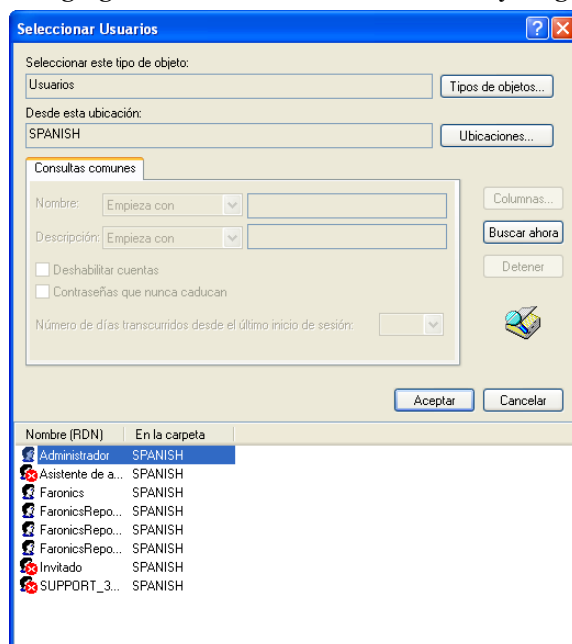 Seleccionar Usuarios
Seleccionar este tipo de objeto:
Usuarios
Tipos de objetos...
Desde esta ubicación:
SPANISH
Ubicaciones...
Consultas comunes
Nombre:
Empieza con
Columnas...
Descripción:
Empieza con
Buscar ahora
Deshabilitar cuentas
Detener
Contraseñas que nunca caducan
Número de días transcurridos desde el último inicio de sesión:
Aceptar
Cancelar
Nombre (RDN) En la carpeta
Administrador SPANISH
Asistente de a... SPANISH
Faronics SPANISH
FaronicsRepo... SPANISH
FaronicsRepo... SPANISH
FaronicsRepo... SPANISH
Invitado SPANISH
SUPPORT_3... SPANISH